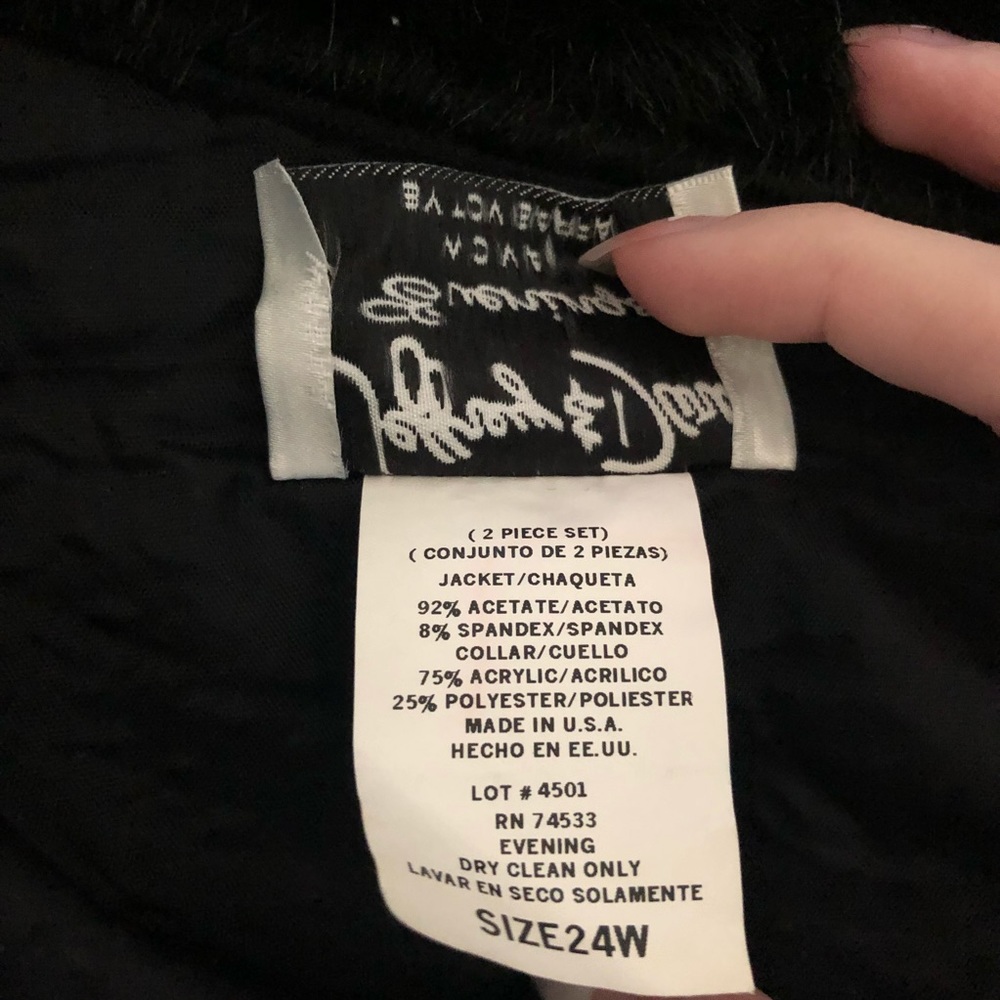 ( 2 PIECE SET)
( CONJUNTO DE 2 PIEZAS)
JACKET/CHAQUETA
92% ACETATE/ACETATO
8% SPANDEX/SPANDEX
COLLAR/CUELLO
75% ACRYLIC/ACRILICO
25% POLYESTER/POLIESTER
MADE IN U.S.A.
HECHO EN EE.UU.
LOT # 4501
RN 74533
EVENING
DRY CLEAN ONLY
LAVAR EN SECO SOLAMENTE
SIZE24W